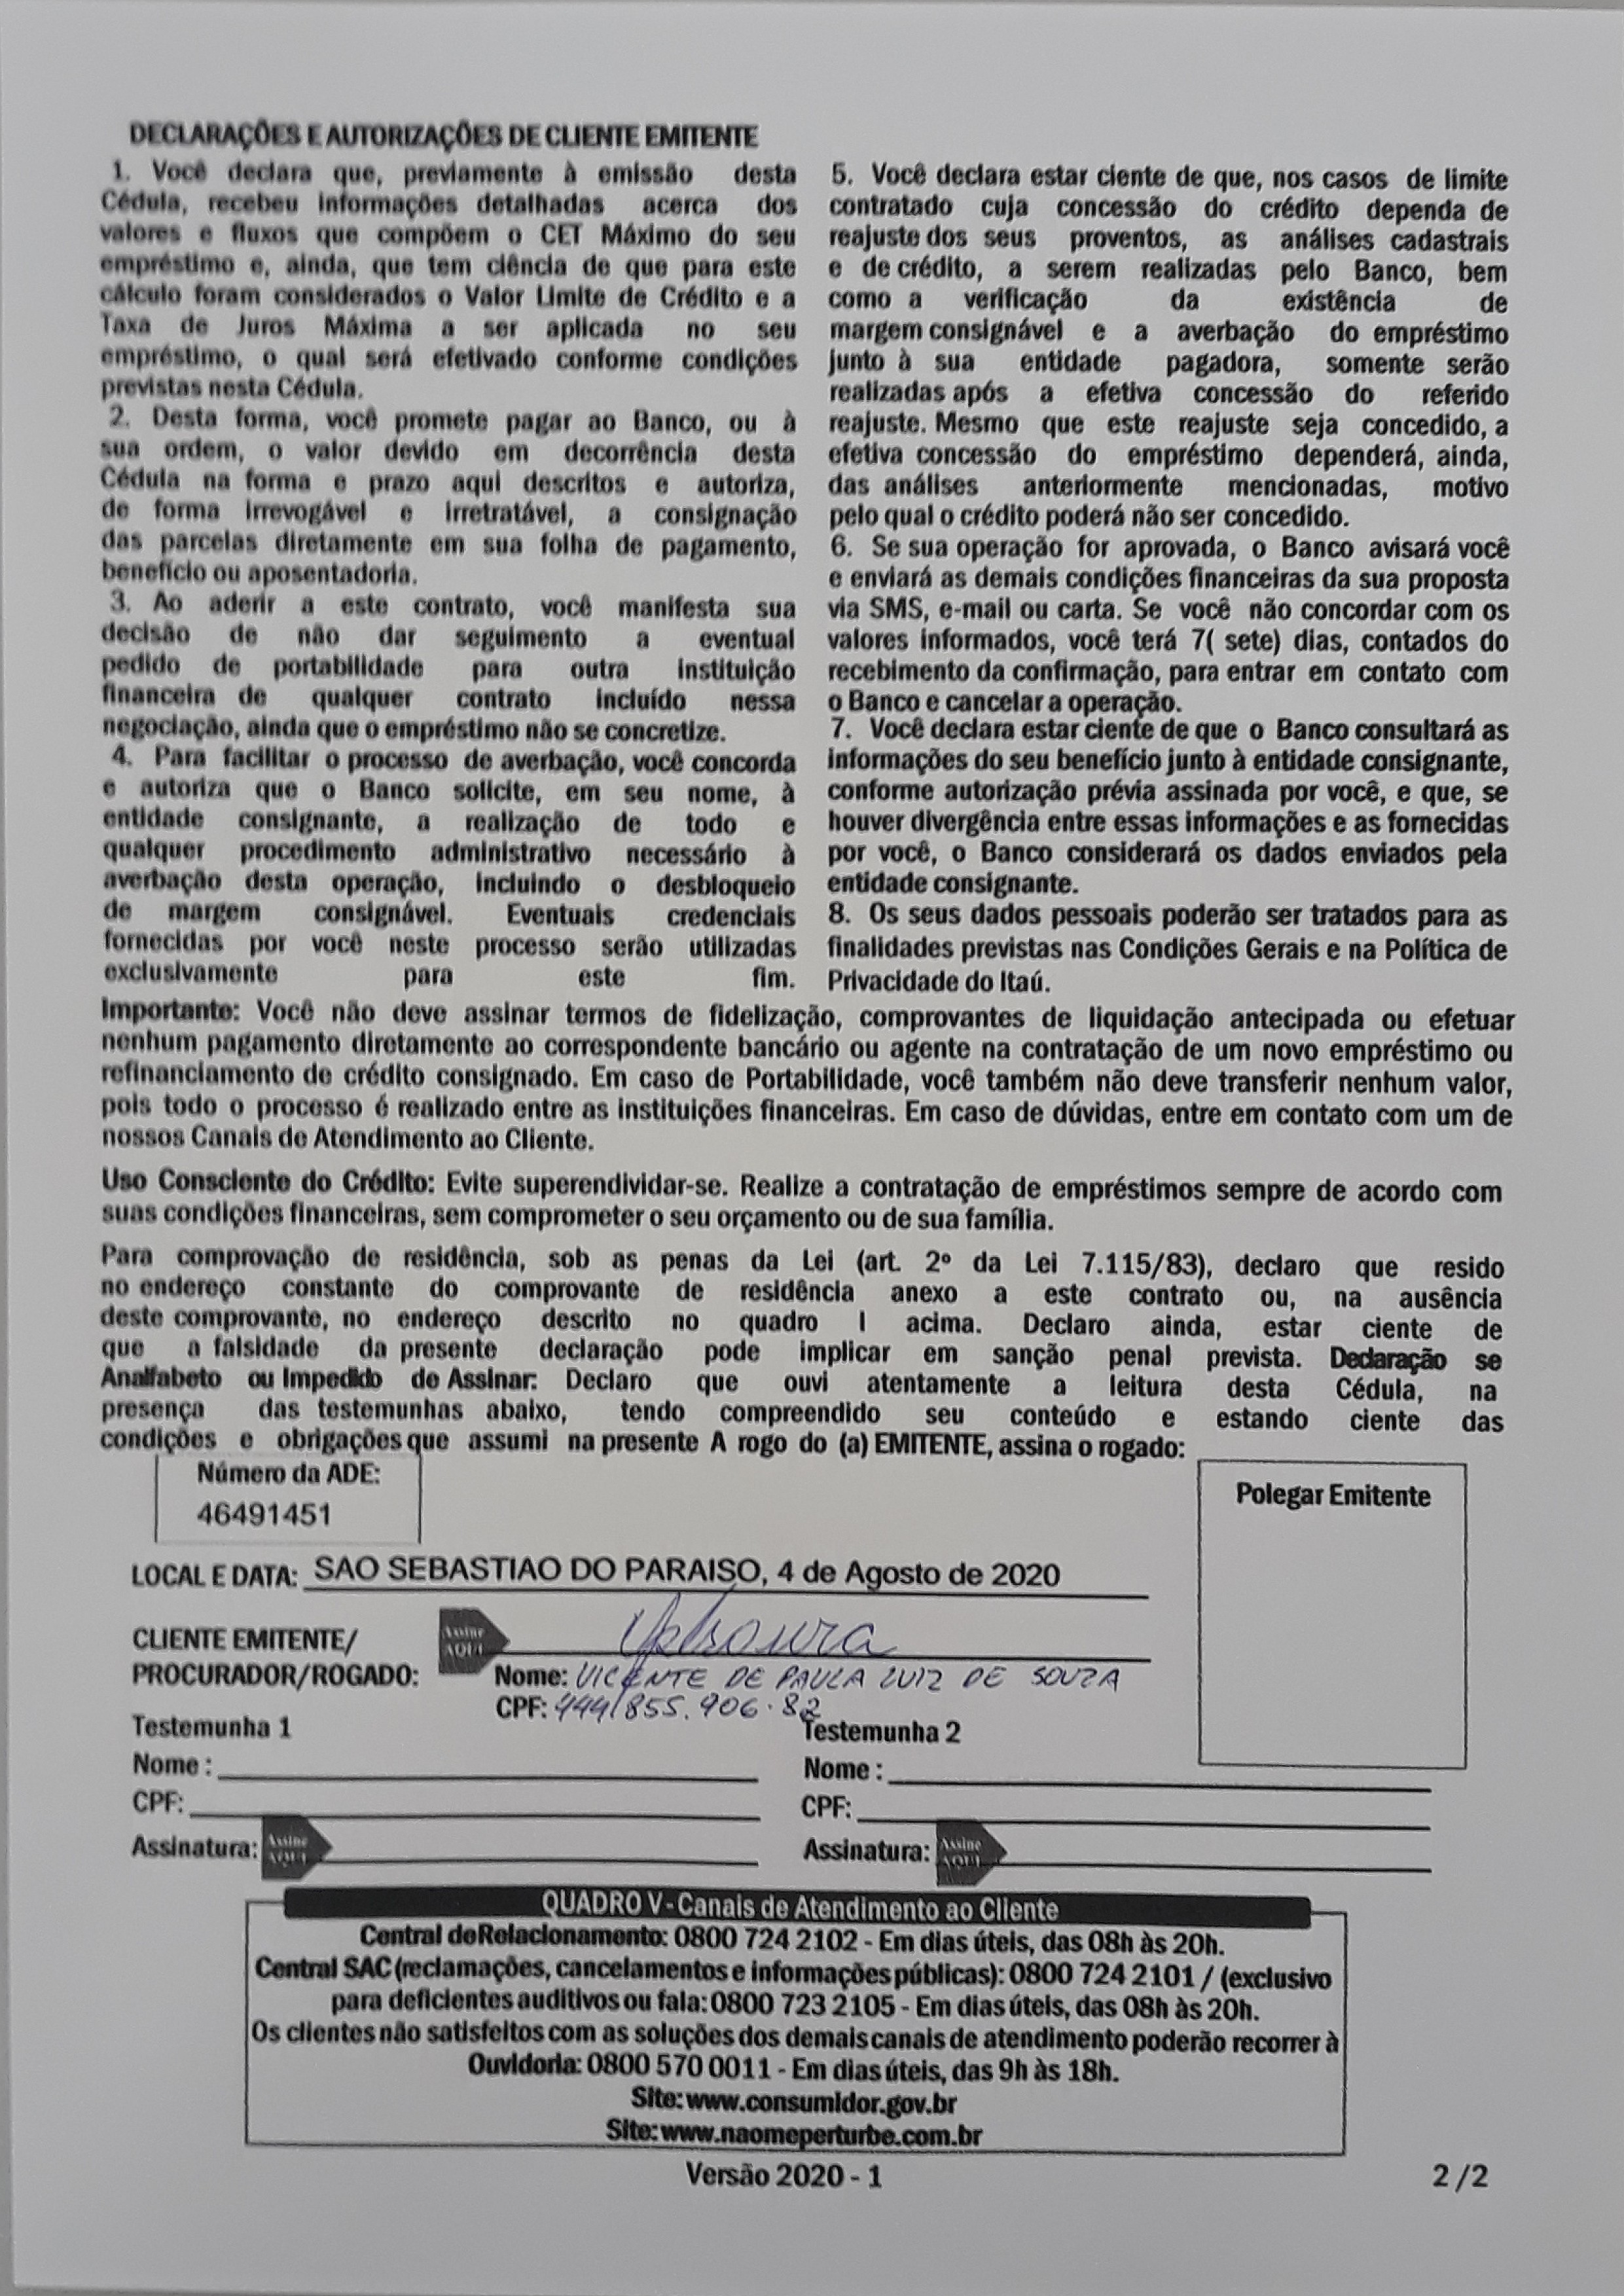 DECLARAÇÕES E AUTORIZAÇÕES DE CLIENTE EMITENTE
1. Você declara que, previamente à emissão desta
Cédula, recebeu informações detalhadas acerca dos
valores e fluxos que compõem o CET Máximo do seu
empréstimo e, ainda, que tem ciência de que para este
cálculo foram considerados o Valor Limite de Crédito e a
Taxa de Juros Máxima a ser aplicada no seu
empréstimo, o qual será efetivado conforme condições
previstas nesta Cédula.
2. Desta forma, você promete pagar ao Banco, ou à
sua ordem, o valor devido em decorrência desta
Cédula na forma e prazo aqui descritos e autoriza,
de forma irrevogável e irretratável, a consignação
das parcelas diretamente em sua folha de pagamento,
benefício ou aposentadoria.
3. Ao aderir a este contrato, você manifesta sua
decisão de não dar seguimento a eventual
pedido de portabilidade para outra instituição
financeira de qualquer contrato incluído nessa
negociação, ainda que o empréstimo não se concretize.
4. Para facilitar o processo de averbação, você concorda
e autoriza que o Banco solicite, em seu nome, à
entidade consignante, a realização de todo e
qualquer procedimento administrativo necessário à
averbação desta operação, incluindo o desbloqueio
de margem consignável. Eventuais credenciais
fornecidas por você neste processo serão utilizadas
exclusivamente para este fim.
5. Você declara estar ciente de que, nos casos de limite
contratado cuja concessão do crédito dependa de
reajuste dos seus proventos, as análises cadastrais
e de crédito, a serem realizadas pelo Banco, bem
como a verificação da existência de
margem consignável e a averbação do empréstimo
junto à sua entidade pagadora, somente serão
realizadas após a efetiva concessão do referido
reajuste. Mesmo que este reajuste seja concedido, a
efetiva concessão do empréstimo dependerá, ainda,
das análises anteriormente mencionadas, motivo
pelo qual o crédito poderá não ser concedido.
6. Se sua operação for aprovada, o Banco avisará você
e enviará as demais condições financeiras da sua proposta
via SMS, e-mail ou carta. Se você não concordar com os
valores informados, você terá 7( sete) dias, contados do
recebimento da confirmação, para entrar em contato com
o Banco e cancelar a operação.
7. Você declara estar ciente de que o Banco consultará as
informações do seu benefício junto à entidade consignante,
conforme autorização prévia assinada por você, e que, se
houver divergência entre essas informações e as fornecidas
por você, o Banco considerará os dados enviados pela
entidade consignante.
8. Os seus dados pessoais poderão ser tratados para as
finalidades previstas nas Condições Gerais e na Política de
Privacidade do Itaú.
Importante: Você não deve assinar termos de fidelização, comprovantes de liquidação antecipada ou efetuar
nenhum pagamento diretamente ao correspondente bancário ou agente na contratação de um novo empréstimo ou
refinanciamento de crédito consignado. Em caso de Portabilidade, você também não deve transferir nenhum valor,
pois todo o processo é realizado entre as instituições financeiras. Em caso de dúvidas, entre em contato com um de
nossos Canais de Atendimento ao Cliente.
Uso Consciente do Crédito: Evite superendividar-se. Realize a contratação de empréstimos sempre de acordo com
suas condições financeiras, sem comprometer o seu orçamento ou de sua família.
Para comprovação de residência, sob as penas da Lei (art. 2º da Lei 7.115/83), declaro que resido
no endereço constante do comprovante de residência anexo a este contrato ou, na ausência
deste comprovante, no endereço descrito no quadro I acima. Declaro ainda, estar ciente de
que a falsidade da presente declaração pode implicar em sanção penal prevista. Declaração se
Analfabeto ou Impedido de Assinar: Declaro que ouvi atentamente a leitura desta Cédula, na
presença das testemunhas abaixo, tendo compreendido seu conteúdo e estando ciente das
condições e obrigações que assumi na presente A rogo do (a) EMITENTE, assina o rogado:
Número da ADE:
46491451
Polegar Emitente
LOCAL E DATA: SAO SEBASTIAO DO PARAISO, 4 de Agosto de 2020
CLIENTE EMITENTE/
PROCURADOR/ROGADO:
Assine
AQUI
Nome: VICENTE DE PAULA LUIZ DE SOUZA
CPF: 444/855.906.82
Testemunha 1
Nome :
CPF:
Assinatura: Assine
AQUI
Testemunha 2
Nome :
CPF:
Assinatura: Assine
AQUI
QUADRO V - Canais de Atendimento ao Cliente
Central de Relacionamento: 0800 724 2102 - Em dias úteis, das 08h às 20h.
Central SAC (reclamações, cancelamentos e informações públicas): 0800 724 2101 / (exclusivo
para deficientes auditivos ou fala: 0800 723 2105 - Em dias úteis, das 08h às 20h.
Os clientes não satisfeitos com as soluções dos demais canais de atendimento poderão recorrer à
Ouvidoria: 0800 570 0011 - Em dias úteis, das 9h às 18h.
Site: www.consumidor.gov.br
Site: www.naomeperturbe.com.br
Versão 2020 - 1
2 /2